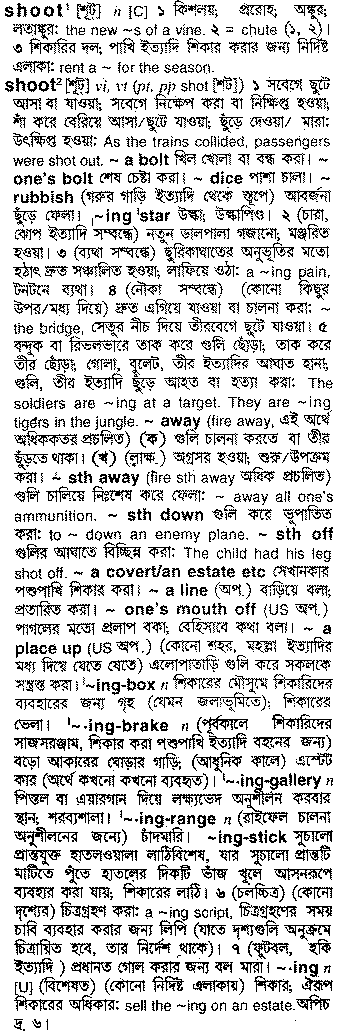 shoot¹ [শূট্] n [C] ১ কিশলয়; প্ররোহ; অঙ্কুর;
লতাঙ্কুর: the new ~s of a vine. ২ = chute (১, ২)।
৩ শিকারির দল; পাখি ইত্যাদি শিকার করার জন্য নির্দিষ্ট
এলাকা: rent a ~ for the season.
shoot² [শূট্] vi, vt (pt, pp shot [শট্]) ১ সবেগে ছুটে
আসা বা যাওয়া; সবেগে নিক্ষেপ করা বা নিক্ষিপ্ত হওয়া;
শাঁ করে বেরিয়ে আসা/ছুটে যাওয়া; ছুঁড়ে দেওয়া/ মারা:
উৎক্ষিপ্ত হওয়া: As the trains collided, passengers
were shot out. ~ a bolt খিল খোলা বা বন্ধ করা। ~
one's bolt শেষ চেষ্টা করা। ~ dice পাশা চালা। ~
rubbish (গরুর গাড়ি ইত্যাদি থেকে স্তূপে) আবর্জনা
ছুঁড়ে ফেলা। ˈ~ing ˈstar উল্কা; উল্কাপিণ্ড। ২ (চারা,
ঝোপ ইত্যাদি সম্বন্ধে) নতুন ডালপালা গজানো; মঞ্জরিত
হওয়া। ৩ (ব্যথা সম্বন্ধে) ছুরিকাঘাতের অনুভূতির মতো
হঠাৎ দ্রুত সঞ্চালিত হওয়া; লাফিয়ে ওঠা: a ~ing pain,
টনটনে ব্যথা। ৪ (নৌকা সম্বন্ধে) (কোনো কিছুর
উপর/মধ্য দিয়ে) দ্রুত এগিয়ে যাওয়া বা চালনা করা: ~
the bridge, সেতুর নীচ দিয়ে তীরবেগে ছুটে যাওয়া। ৫
বন্দুক বা রিভলভারে তাক করে গুলি ছোঁড়া; তাক করে
তীর ছোঁড়া; গোলা, বুলেট, তীর ইত্যাদির আঘাত হানা;
গুলি, তীর ইত্যাদি ছুঁড়ে আহত বা হত্যা করা: The
soldiers are ~ing at a target. They are ~ing
tigers in the jungle. ~ away (fire away, এই অর্থে
অধিকতর প্রচলিত) (ক) গুলি চালনা করতে বা তীর
ছুঁড়তে থাকা। (খ) (লাক্ষ.) অগ্রসর হওয়া; শুরু/উপক্রম
করা। ~ sth away (fire sth away অধিক প্রচলিত)
গুলি চালিয়ে নিঃশেষ করে ফেলা: ~ away all one's
ammunition. ~ sth down গুলি করে ভূপাতিত
করা: to ~ down an enemy plane. ~ sth off
গুলির আঘাতে বিচ্ছিন্ন করা: The child had his leg
shot off. ~ a covert/an estate etc সেখানকার
পশুপাখি শিকার করা। ~ a line (অপ.) বাড়িয়ে বলা;
প্রতারিত করা। ~ one's mouth off (US অপ.)
পাগলের মতো প্রলাপ বকা; বেহিসাবে কথা বলা। ~ a
place up (US অপ.) (কোনো শহর, মহল্লা ইত্যাদির
মধ্য দিয়ে যেতে যেতে) এলোপাতাড়ি গুলি করে সকলকে
সন্ত্রস্ত করা। ˈ~ing-box n শিকারের মৌসুমে শিকারিদের
ব্যবহারের জন্য গৃহ (যেমন জলাভূমিতে); শিকারের
ভেলা। ˈ~ing-brake n (পূর্বকালে শিকারিদের
সাজসরঞ্জাম, শিকার করা পশুপাখি ইত্যাদি বহনের জন্য)
বড়ো আকারের ঘোড়ার গাড়ি; (আধুনিক কালে) এস্টেট
কার (অর্থে কখনো কখনো ব্যবহৃত)। ˈ~ing-gallery n
পিস্তল বা এয়ারগান দিয়ে লক্ষ্যভেদ অনুশীলন করবার
স্থান; শরব্যশালা। ˈ~ing-range n (রাইফেল চালনা
অনুশীলনের জন্যে) চাঁদমারি। ~ing-stick সুচালো
প্রান্তযুক্ত হাতলওয়ালা লাঠিবিশেষ, যার সুচালো প্রান্তটি
মাটিতে পুঁতে হাতলের দিকটি ভাঁজ খুলে আসনরূপে
ব্যবহার করা যায়; শিকারের লাঠি। ৬ (চলচ্চিত্র) (কোনো
দৃশ্যের) চিত্রগ্রহণ করা: a ~ing script, চিত্রগ্রহণের সময়
চাবি ব্যবহার করার জন্য লিপি (যাতে দৃশ্যগুলি অনুক্রমে
চিত্রায়িত হবে, তার নির্দেশ থাকে)। ৭ (ফুটবল, হকি
ইত্যাদি ) প্রধানত গোল করার জন্য বল মারা। ~ing n
[U] (বিশেষত) (কোনো নির্দিষ্ট এলাকায়) শিকার; ঐরূপ
শিকারের অধিকার: sell the ~ing on an estate. অপিচ
দ্র. ৬।